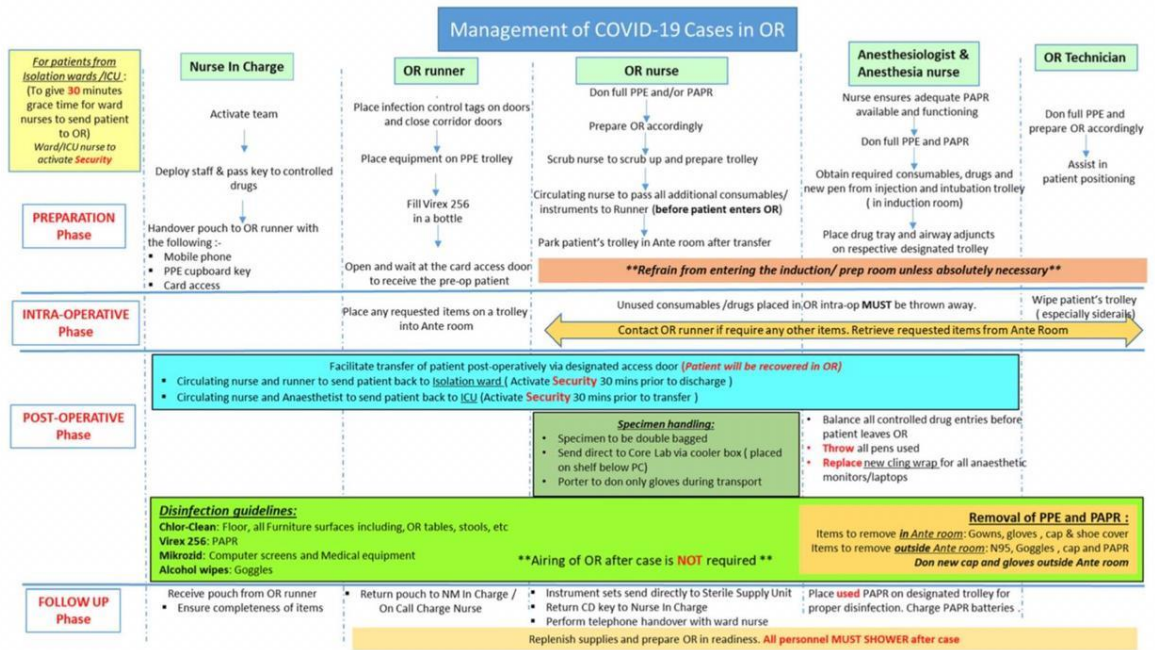 Management of COVID-19 Cases in OR
For patients from
Isolation wards /ICU :
(To give 30 minutes
grace time for ward
nurses to send patient
to OR)
Ward/ICU nurse to
activate Security
Nurse In Charge
OR runner
OR nurse
Anesthesiologist &
Anesthesia nurse
OR Technician
PREPARATION
Phase
Activate team
Deploy staff & pass key to controlled
drugs
Handover pouch to OR runner with
the following :-
▪ Mobile phone
▪ PPE cupboard key
▪ Card access
Place infection control tags on doors
and close corridor doors
Place equipment on PPE trolley
Fill Virex 256
in a bottle
Open and wait at the card access door
to receive the pre-op patient
Don full PPE and/or PAPR
Prepare OR accordingly
Scrub nurse to scrub up and prepare trolley
Circulating nurse to pass all additional consumables/
instruments to Runner (before patient enters OR)
Park patient's trolley in Ante room after transfer
Nurse ensures adequate PAPR
available and functioning
Don full PPE and PAPR
Obtain required consumables, drugs and
new pen from injection and intubation trolley
( in induction room)
Place drug tray and airway adjuncts
on respective designated trolley
Don full PPE and
prepare OR accordingly
Assist in
patient positioning
**Refrain from entering the induction/ prep room unless absolutely necessary**
INTRA-OPERATIVE
Phase
Place any requested items on a trolley
into Ante room
Unused consumables /drugs placed in OR intra-op MUST be thrown away.
Wipe patient's trolley
( especially siderails)
Contact OR runner if require any other items. Retrieve requested items from Ante Room
POST-OPERATIVE
Phase
Facilitate transfer of patient post-operatively via designated access door (Patient will be recovered in OR)
▪ Circulating nurse and runner to send patient back to Isolation ward ( Activate Security 30 mins prior to discharge )
▪ Circulating nurse and Anaesthetist to send patient back to ICU (Activate Security 30 mins prior to transfer )
Specimen handling:
• Specimen to be double bagged
• Send direct to Core Lab via cooler box ( placed
on shelf below PC)
• Porter to don only gloves during transport
• Balance all controlled drug entries before
patient leaves OR
• Throw all pens used
• Replace new cling wrap for all anaesthetic
monitors/laptops
Disinfection guidelines:
Chlor-Clean: Floor, all Furniture surfaces including, OR tables, stools, etc
Virex 256: PAPR
Mikrozid: Computer screens and Medical equipment
Alcohol wipes: Goggles
**Airing of OR after case is NOT required **
Removal of PPE and PAPR :
Items to remove in Ante room: Gowns, gloves , cap & shoe cover
Items to remove outside Ante room: N95, Goggles , cap and PAPR
Don new cap and gloves outside Ante room
FOLLOW UP
Phase
Receive pouch from OR runner
▪ Ensure completeness of items
▪ Return pouch to NM In Charge /
On Call Charge Nurse
▪ Instrument sets send directly to Sterile Supply Unit
▪ Return CD key to Nurse In Charge
▪ Perform telephone handover with ward nurse
Place used PAPR on designated trolley for
proper disinfection. Charge PAPR batteries .
Replenish supplies and prepare OR in readiness. All personnel MUST SHOWER after case